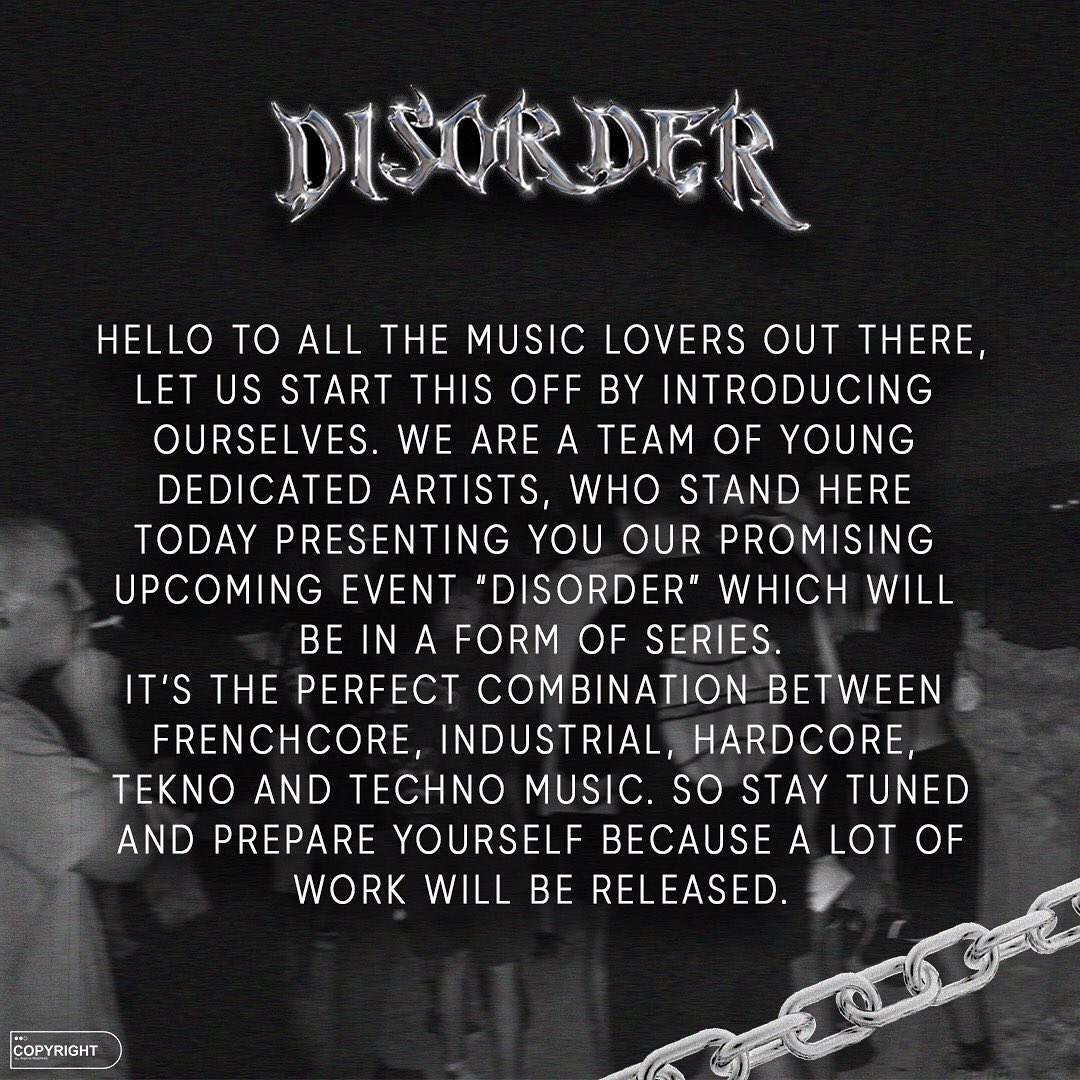 DISORDER
HELLO TO ALL THE MUSIC LOVERS OUT THERE,
LET US START THIS OFF BY INTRODUCING
OURSELVES. WE ARE A TEAM OF YOUNG
DEDICATED ARTISTS, WHO STAND HERE
TODAY PRESENTING YOU OUR PROMISING
UPCOMING EVENT "DISORDER" WHICH WILL
BE IN A FORM OF SERIES.
IT'S THE PERFECT COMBINATION BETWEEN
FRENCHCORE, INDUSTRIAL, HARDCORE,
TEKNO AND TECHNO MUSIC. SO STAY TUNED
AND PREPARE YOURSELF BECAUSE A LOT OF
WORK WILL BE RELEASED.
COPYRIGHT
ALL RIGHTS RESERVED